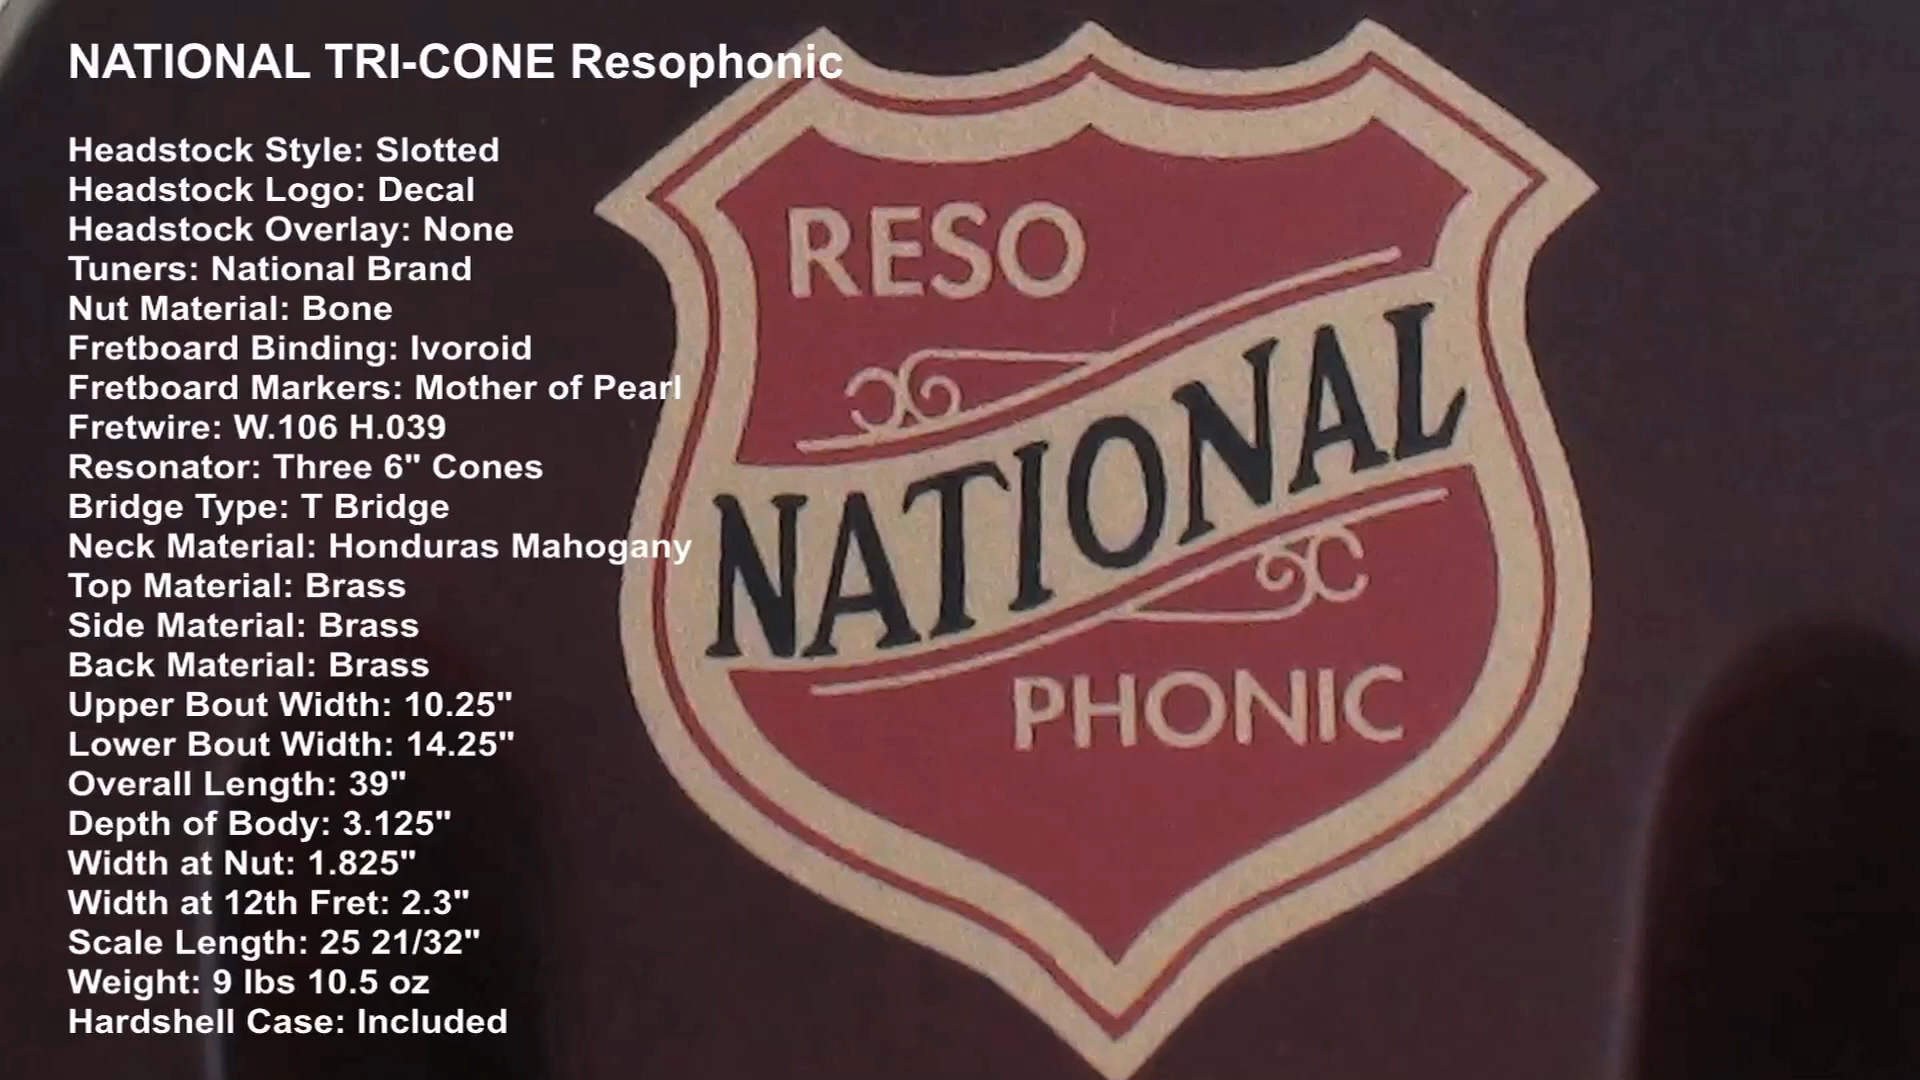 NATIONAL TRI-CONE Resophonic
Headstock Style: Slotted
Headstock Logo: Decal
Headstock Overlay: None
Tuners: National Brand
Nut Material: Bone
Fretboard Binding: Ivoroid
Fretboard Markers: Mother of Pearl
Fretwire: W.106 H.039
Resonator: Three 6" Cones
Bridge Type: T Bridge
Neck Material: Honduras Mahogany
Top Material: Brass
Side Material: Brass
Back Material: Brass
Upper Bout Width: 10.25"
Lower Bout Width: 14.25"
Overall Length: 39"
Depth of Body: 3.125"
Width at Nut: 1.825"
Width at 12th Fret: 2.3"
Scale Length: 25 21/32"
Weight: 9 lbs 10.5 oz
Hardshell Case: Included
RESO
NATIONAL
PHONIC